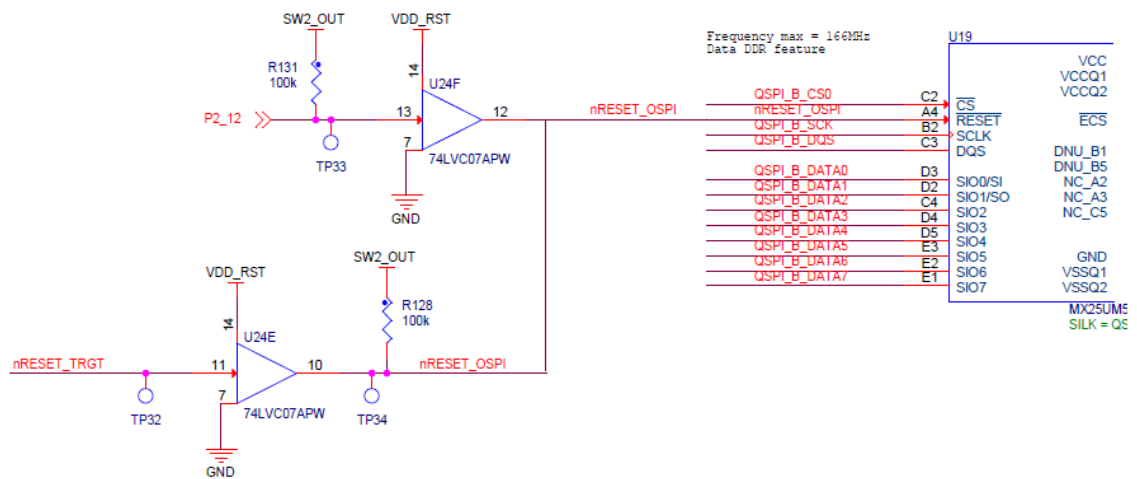 SW2_OUT
VDD_RST
R131
100k
14
U24F
P2_12
13
12
7
TP33
74LVC07APW
GND
nRESET_OSPI
Frequency max = 166MHz
Data DDR feature
U19
QSPI_B_CS0
C2
CS
VCC
VCCQ1
VCCQ2
nRESET_OSPI
A4
RESET
ECS
QSPI_B_SCK
B2
SCLK
QSPI_B_DQS
C3
DQS
DNU_B1
DNU_B5
QSPI_B_DATA0
D3
SIO0/SI
NC_A2
QSPI_B_DATA1
D2
SIO1/SO
NC_A3
QSPI_B_DATA2
C4
SIO2
NC_C5
QSPI_B_DATA3
D4
SIO3
QSPI_B_DATA4
D5
SIO4
QSPI_B_DATA5
E3
SIO5
GND
QSPI_B_DATA6
E2
SIO6
VSSQ1
QSPI_B_DATA7
E1
SIO7
VSSQ2
MX25UM5
SILK = QS
VDD_RST
SW2_OUT
14
U24E
R128
100k
nRESET_TRGT
11
10
nRESET_OSPI
7
TP32
74LVC07APW
TP34
GND